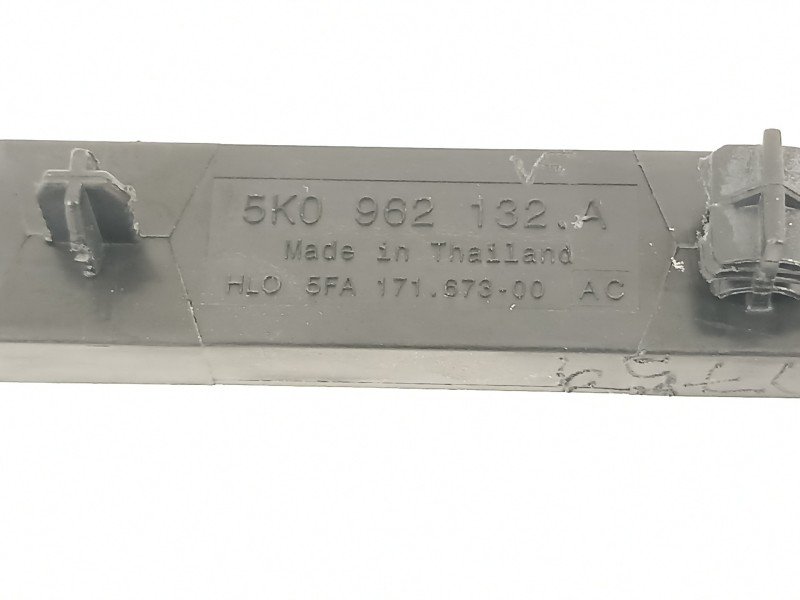 5K0 962 132.A
Made in Thailand
HLO 5FA 171.673-00 AC